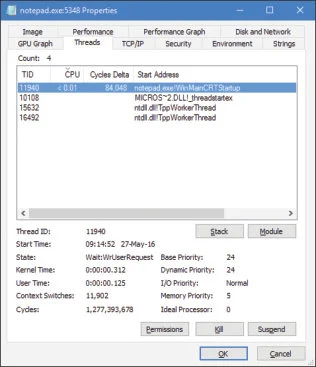 notepad.exe:5348 Properties
Image Performance Performance Graph Disk and Network
GPU Graph Threads TCP/IP Security Environment Strings
Count: 4
TID CPU Cycles Delta Start Address
11940 < 0.01 84,048 notepad.exe!WinMainCRTStartup
10108 MICROS~2.DLL!_threadstartex
15632 ntdll.dll!TppWorkerThread
16492 ntdll.dll!TppWorkerThread
Thread ID: 11940 Stack Module
Start Time: 09:14:52 27-May-16
State: Wait:WrUserRequest Base Priority: 24
Kernel Time: 0:00:00.312 Dynamic Priority: 24
User Time: 0:00:00.125 I/O Priority: Normal
Context Switches: 11,902 Memory Priority: 5
Cycles: 1,277,393,678 Ideal Processor: 0
Permissions Kill Suspend
OK Cancel